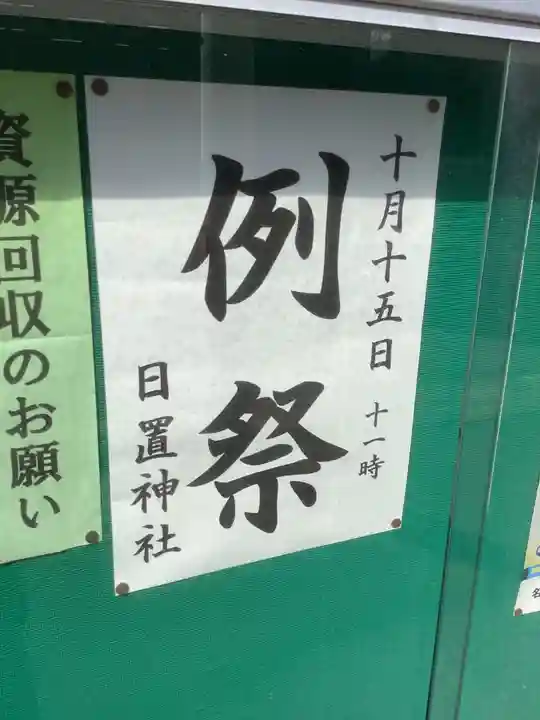 十月十五日 十一時
例祭
日置神社
資源回収のお願い
名